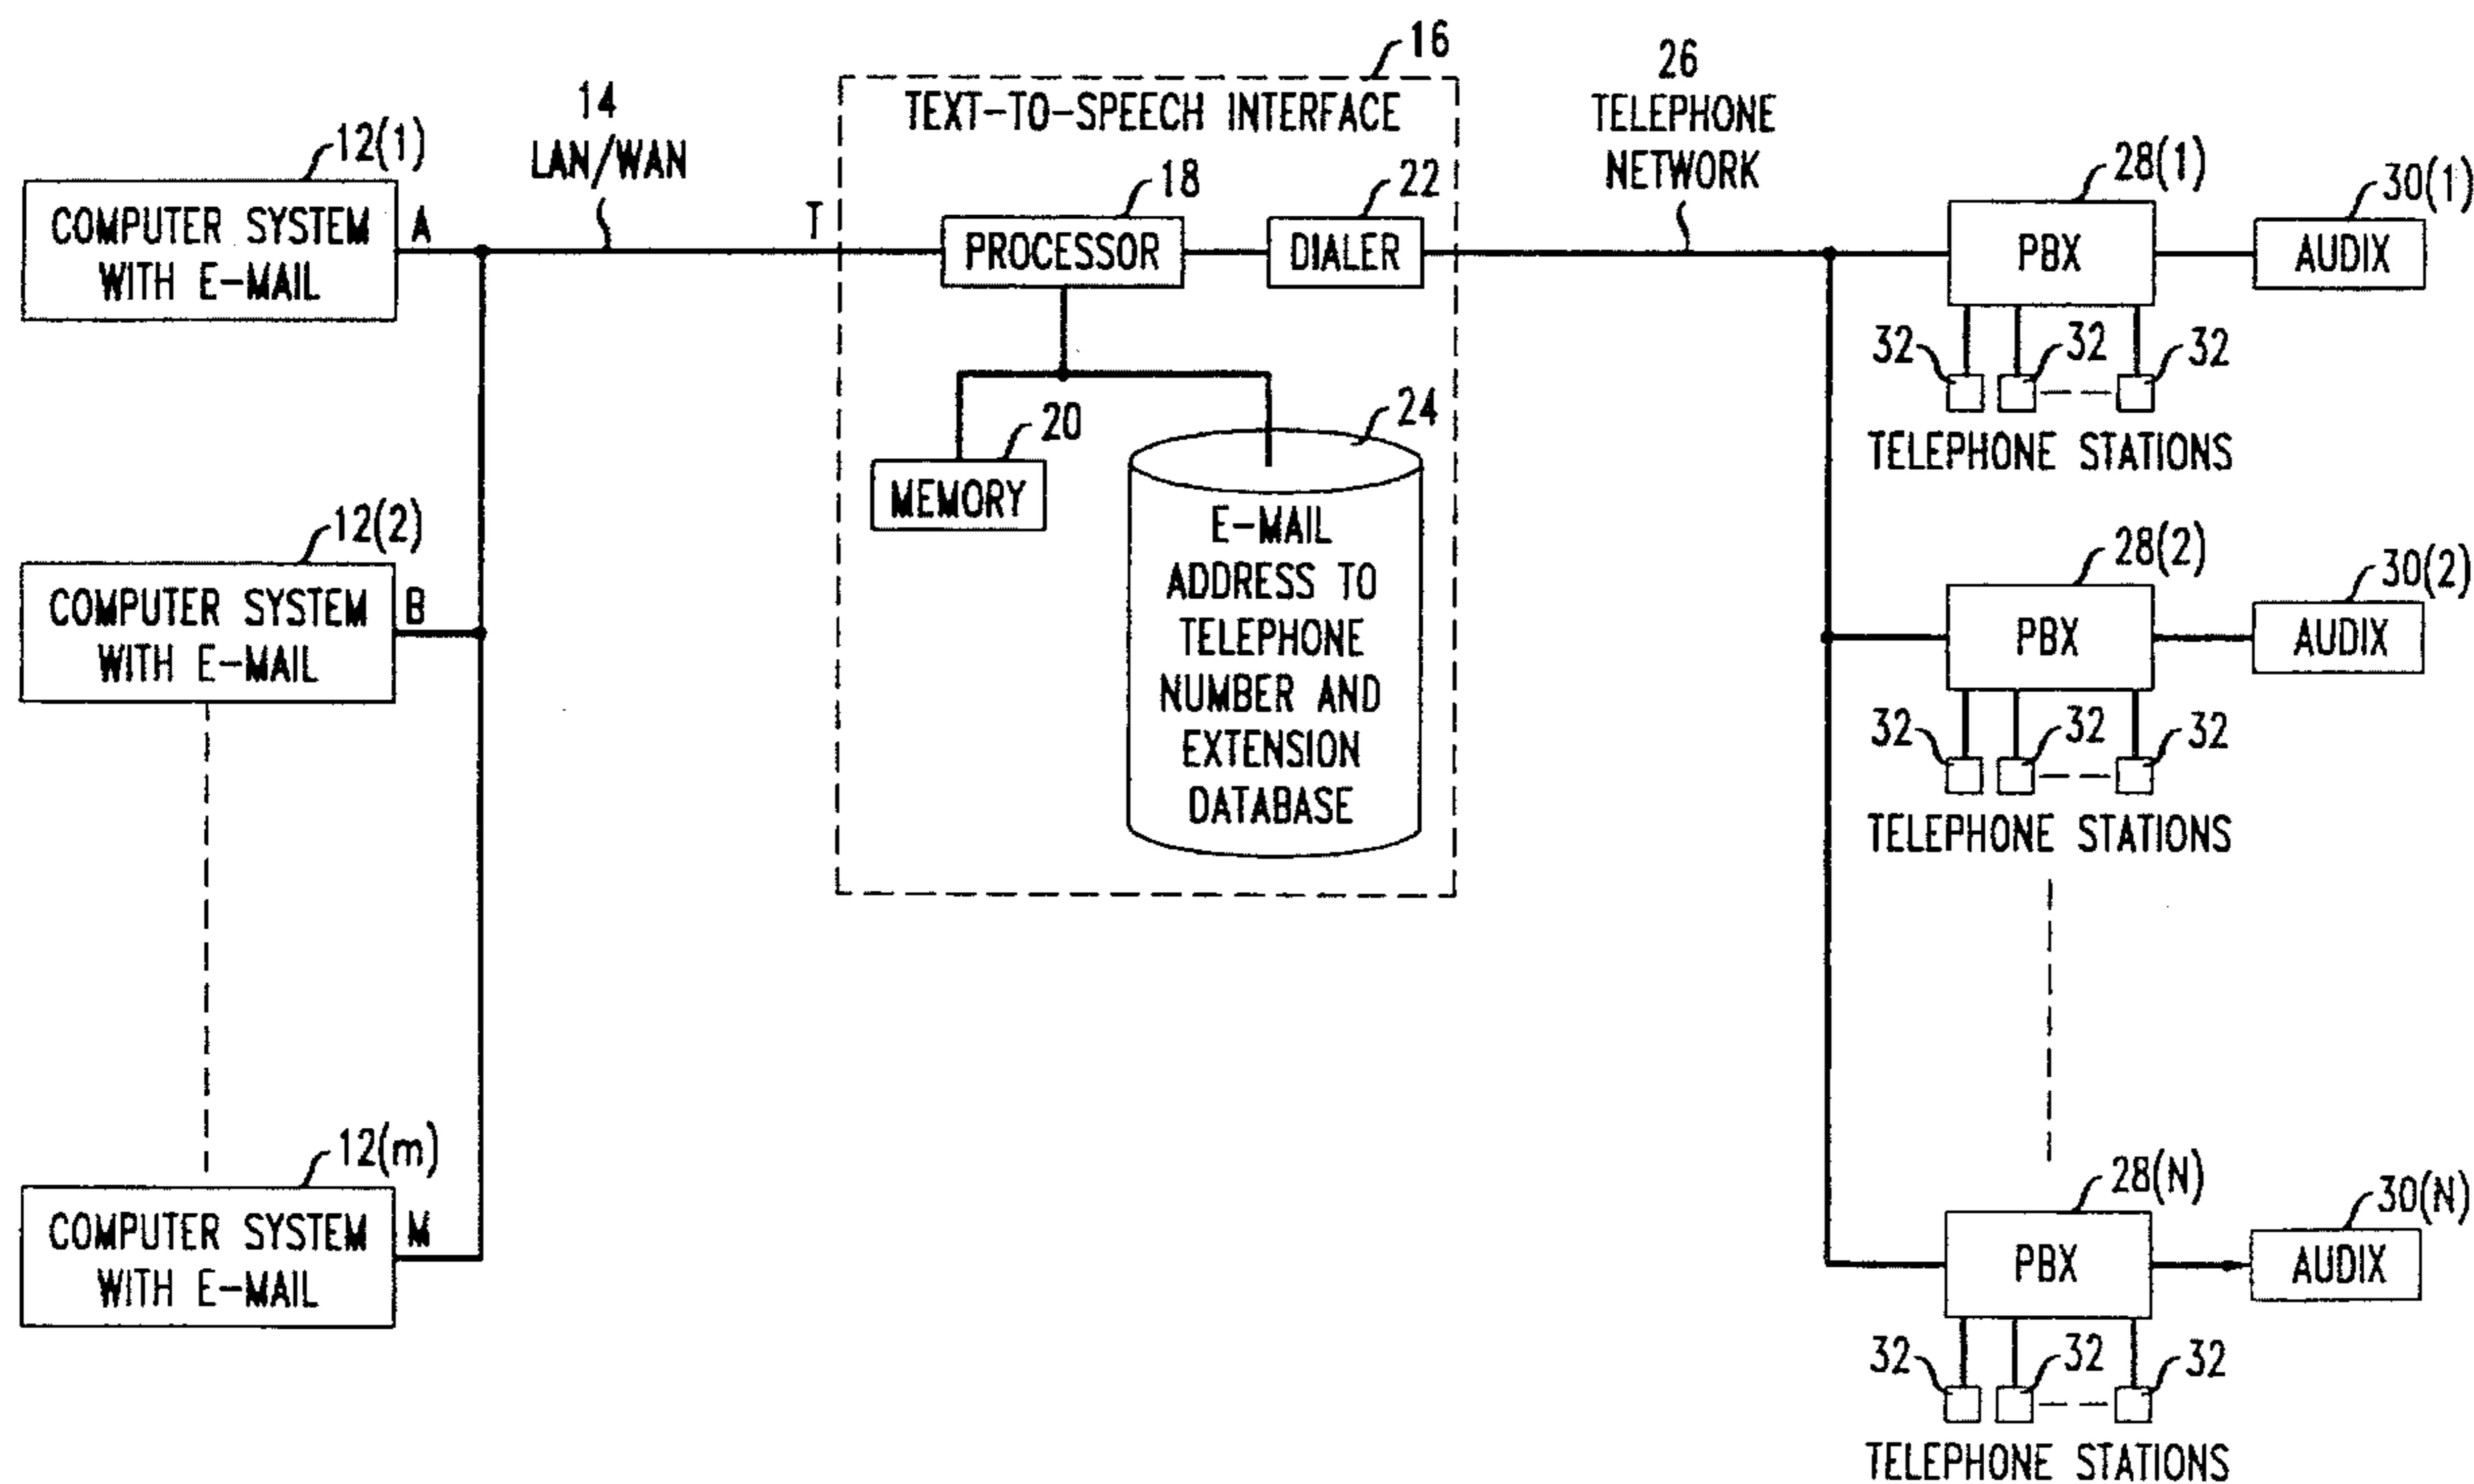 16
26
14
TEXT-TO-SPEECH INTERFACE
TELEPHONE
NETWORK
12(1)
LAN/WAN
18
22
28(1)
30(1)
COMPUTER SYSTEM
WITH E-MAIL
A
T
PROCESSOR
DIALER
PBX
AUDIX
32
32
32
TELEPHONE STATIONS
20
24
MEMORY
E-MAIL
ADDRESS TO
TELEPHONE
NUMBER AND
EXTENSION
DATABASE
12(2)
COMPUTER SYSTEM
WITH E-MAIL
B
28(2)
30(2)
PBX
AUDIX
32
32
32
TELEPHONE STATIONS
12(m)
COMPUTER SYSTEM
WITH E-MAIL
M
28(N)
30(N)
PBX
AUDIX
32
32
32
TELEPHONE STATIONS